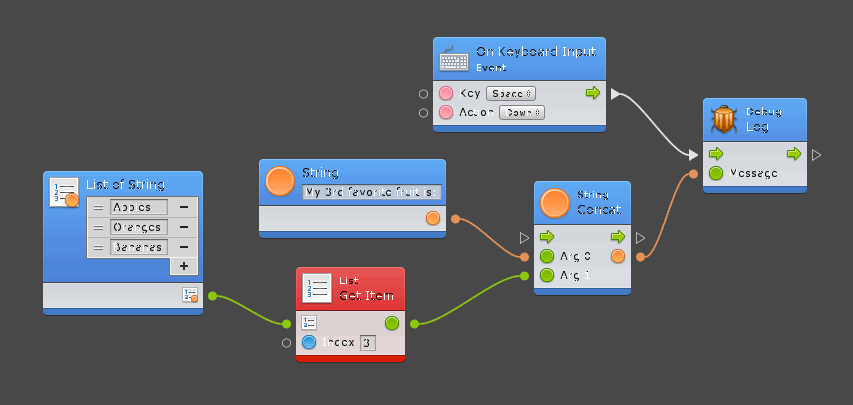 On Keyboard Input
Event
Key Space
Action Down
Debug
Log
Message
List of String
Apples
Oranges
Bananas
+
String
My 3rd favorite fruit is:
String
Concat
Arg 0
Arg 1
List
Get Item
Index 3